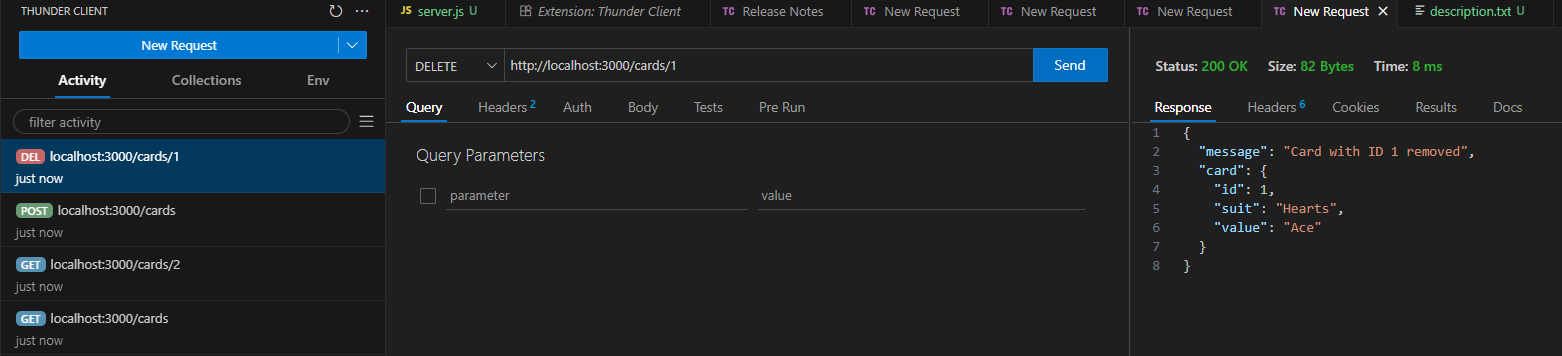 THUNDER CLIENT
New Request
Activity Collections Env
filter activity
DEL localhost:3000/cards/1
just now
POST localhost:3000/cards
just now
GET localhost:3000/cards/2
just now
GET localhost:3000/cards
just now
JS server.js U Extension: Thunder Client TC Release Notes TC New Request TC New Request TC New Request TC New Request description.txt U
DELETE http://localhost:3000/cards/1 Send
Query Headers 2 Auth Body Tests Pre Run
Query Parameters
parameter value
Status: 200 OK Size: 82 Bytes Time: 8 ms
Response Headers 6 Cookies Results Docs
1 {
2 "message": "Card with ID 1 removed",
3 "card": {
4 "id": 1,
5 "suit": "Hearts",
6 "value": "Ace"
7 }
8 }